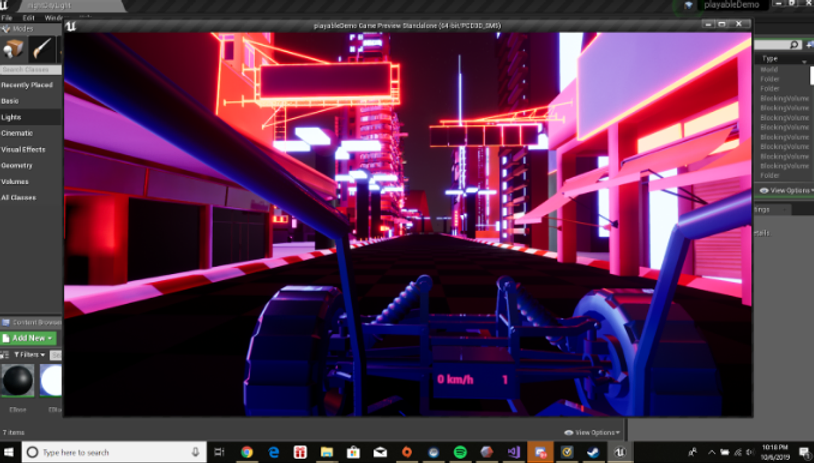 NightCityLight
playableDemo
File Edit
playableDemo Game Preview Standalone (64-bit/PCD3D_SM5)
Modes
Search Classes
Recently Placed
Basic
Lights
Cinematic
Visual Effects
Geometry
Volumes
All Classes
Type
World
Folder
Folder
BlockingVolume
BlockingVolume
BlockingVolume
BlockingVolume
BlockingVolume
BlockingVolume
Folder
View Options
0 km/h 1
Content Browser
Add New
Filters
7 items
View Options
Type here to search
10:18 PM
10/6/2019